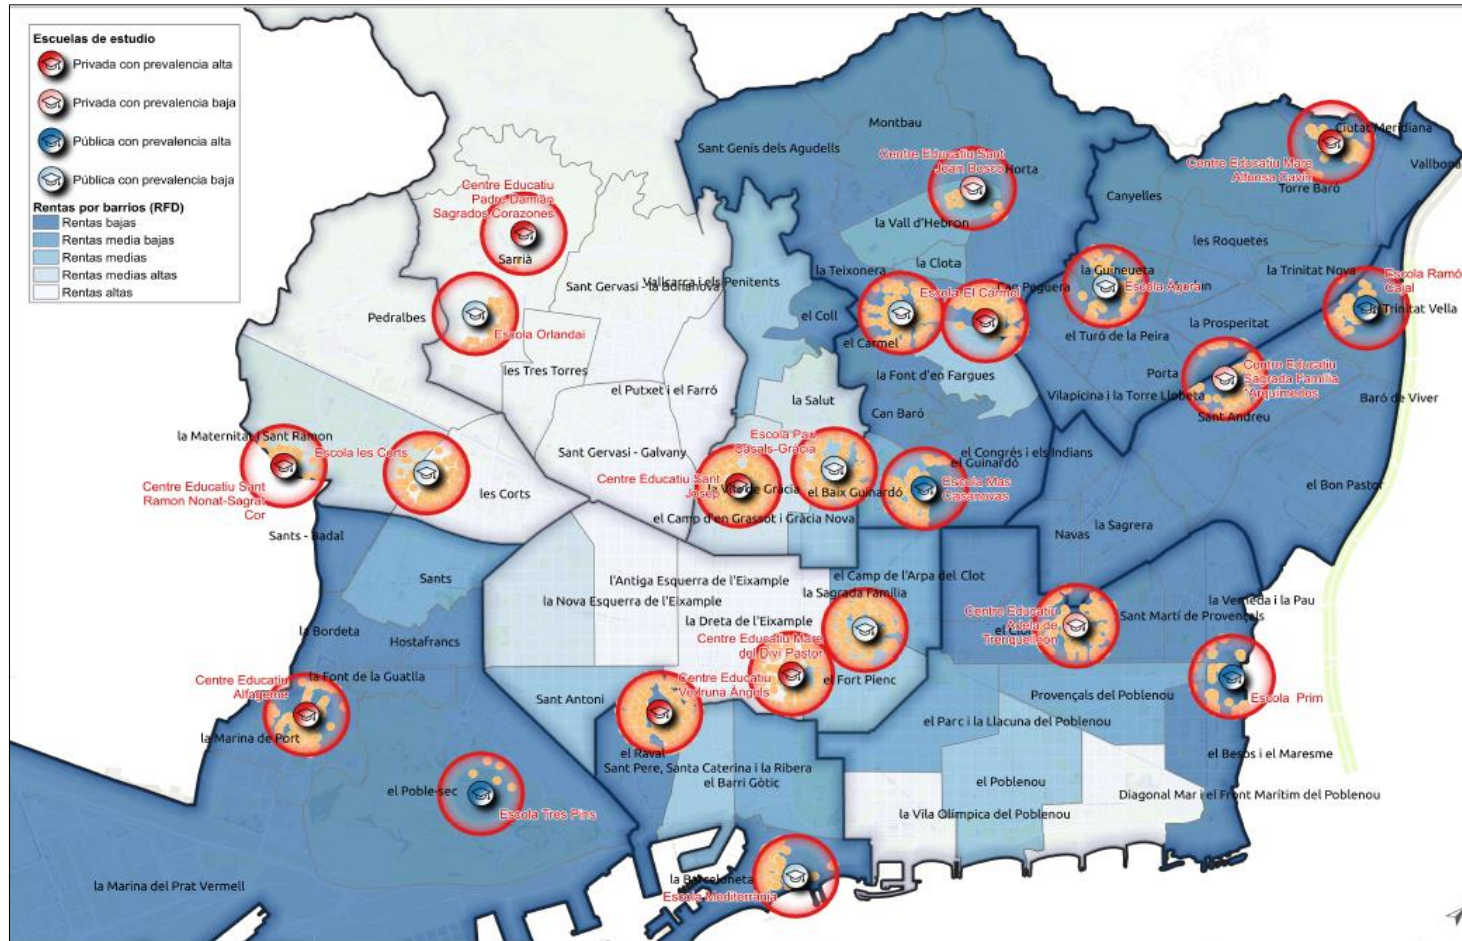 Escuelas de estudio
Privada con prevalencia alta
Privada con prevalencia baja
Pública con prevalencia alta
Pública con prevalencia baja
Rentas por barrios (RFD)
Rentas bajas
Rentas media bajas
Rentas medias
Rentas medias altas
Rentas altas
Montbau
Sant Genís dels Agudells
Centre Educatiu Sant
Joan Bosco
Horta
Ciutat Meridiana
Vallbona
Centre Educatiu Mare
Alfonsa Cavin
Torre Baró
Canyelles
Centre Educatiu
Padre Damián
Sagrados Corazones
Sarrià
la Vall d'Hebron
la Clota
les Roquetes
la Teixonera
la Guineueta
la Trinitat Nova
Escola Ramón
Cajal
Vallcarca i els Penitents
Sant Gervasi - la Bonanova
Escola El Carmel
Can Peguera
Escola Àgora
Trinitat Vella
Pedralbes
Escola Orlandai
el Coll
el Carmel
el Turó de la Peira
la Prosperitat
les Tres Torres
la Font d'en Fargues
Porta
Centre Educatiu
Sagrada Família
Arquimedes
el Putxet i el Farró
la Salut
Can Baró
Vilapicina i la Torre Llobeta
Sant Andreu
Baró de Viver
la Maternitat i Sant Ramon
Escola les Corts
Escola Pau
Casals-Gràcia
Sant Gervasi - Galvany
el Congrés i els Indians
el Guinardó
Centre Educatiu Sant
Ramon Nonat-Sagrat
Cor
les Corts
Centre Educatiu Sant
Josep
la Vila de Gràcia
el Baix Guinardó
Escola Mas
Casanovas
el Bon Pastor
el Camp d'en Grassot i Gràcia Nova
la Sagrera
Navas
Sants - Badal
Sants
l'Antiga Esquerra de l'Eixample
la Nova Esquerra de l'Eixample
el Camp de l'Arpa del Clot
la Sagrada Família
la Verneda i la Pau
Sant Martí de Provençals
la Dreta de l'Eixample
Centre Educatiu
Adela de
Trenquelleon
el Clot
la Bordeta
Hostafrancs
Centre Educatiu Mare
del Diví Pastor
la Font de la Guatlla
Centre Educatiu
Alfageme
Centre Educatiu
Vedruna Àngels
el Fort Pienc
Sant Antoni
Provençals del Poblenou
Escola Prim
el Parc i la Llacuna del Poblenou
la Marina de Port
el Raval
Sant Pere, Santa Caterina i la Ribera
el Barri Gòtic
el Besòs i el Maresme
el Poble-sec
Escola Tres Pins
el Poblenou
Diagonal Mar i el Front Marítim del Poblenou
la Vila Olímpica del Poblenou
la Marina del Prat Vermell
la Barceloneta
Escola Mediterrània